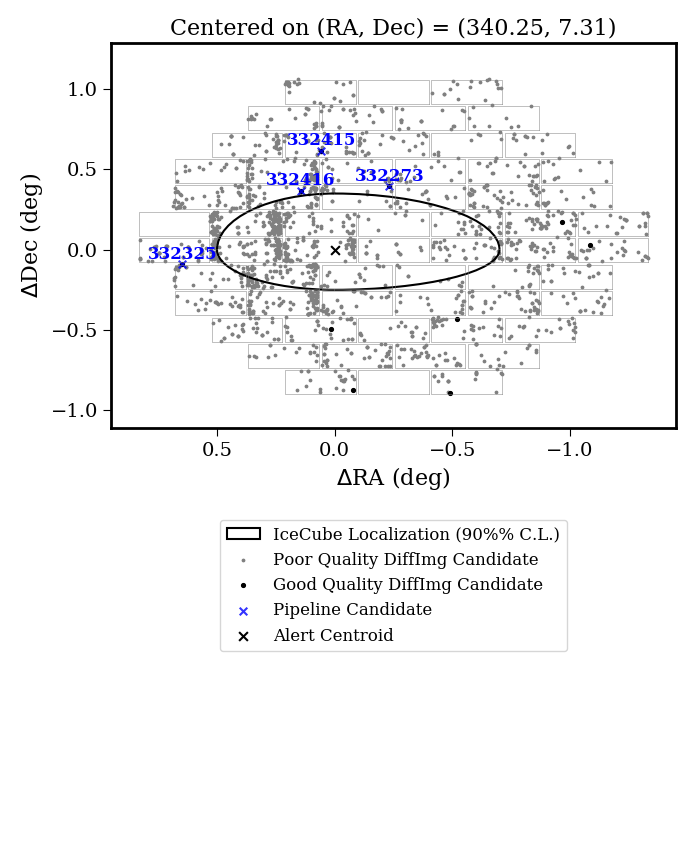 Centered on (RA, Dec) = (340.25, 7.31)
ΔDec (deg)
1.0
0.5
0.0
−0.5
−1.0
332415
332416
332273
332325
0.5
0.0
−0.5
−1.0
ΔRA (deg)
IceCube Localization (90%% C.L.)
Poor Quality DiffImg Candidate
Good Quality DiffImg Candidate
Pipeline Candidate
Alert Centroid